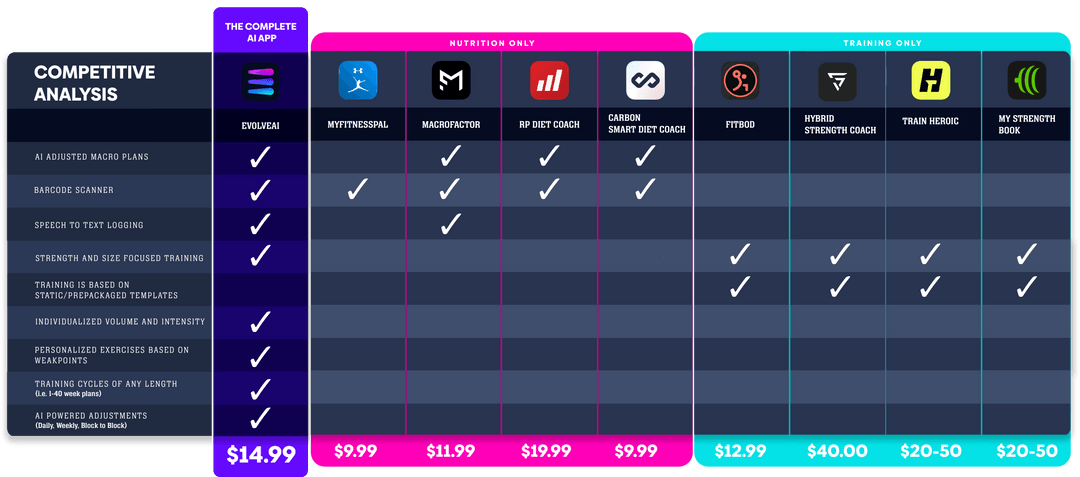 THE COMPLETE
AI APP
NUTRITION ONLY
TRAINING ONLY
COMPETITIVE
ANALYSIS
EVOLVEAI
MYFITNESSPAL
MACROFACTOR
RP DIET COACH
CARBON
SMART DIET COACH
FITBOD
HYBRID
STRENGTH COACH
TRAIN HEROIC
MY STRENGTH
BOOK
AI ADJUSTED MACRO PLANS
BARCODE SCANNER
SPEECH TO TEXT LOGGING
STRENGTH AND SIZE FOCUSED TRAINING
TRAINING IS BASED ON
STATIC/PREPACKAGED TEMPLATES
INDIVIDUALIZED VOLUME AND INTENSITY
PERSONALIZED EXERCISES BASED ON
WEAKPOINTS
TRAINING CYCLES OF ANY LENGTH
(i.e. 1-40 week plans)
AI POWERED ADJUSTMENTS
(Daily, Weekly, Block to Block)
$14.99
$9.99
$11.99
$19.99
$9.99
$12.99
$40.00
$20-50
$20-50